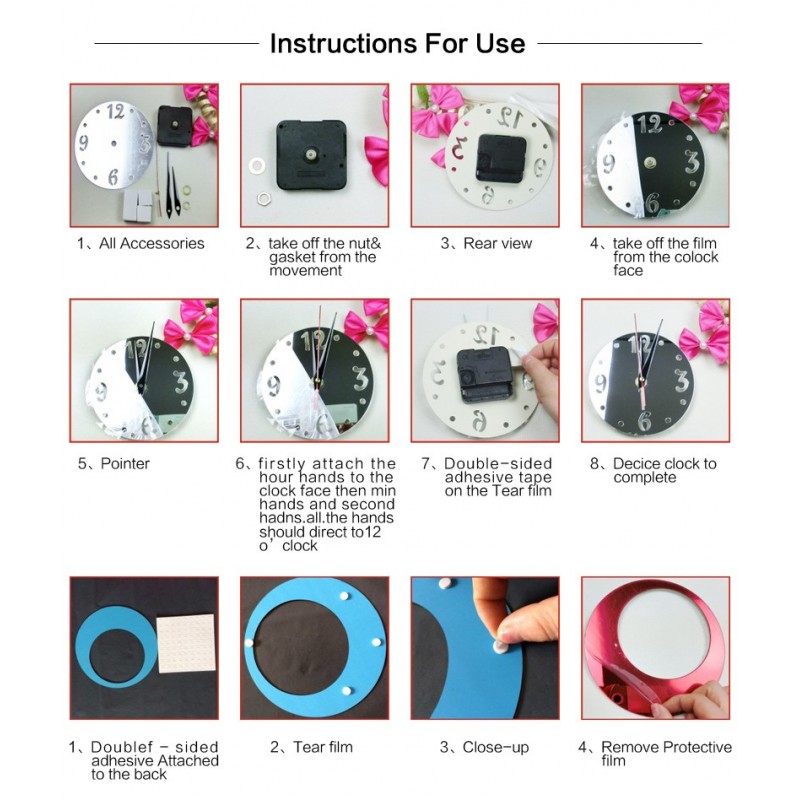 Instructions For Use
1、All Accessories
2、take off the nut&
gasket from the
movement
3、Rear view
4、take off the film
from the colock
face
5、Pointer
6、firstly attach the
hour hands to the
clock face then min
hands and second
hadns.all.the hands
should direct to12
o’clock
7、Double-sided
adhesive tape
on the Tear film
8、Decice clock to
complete
1、Doublef - sided
adhesive Attached
to the back
2、Tear film
3、Close-up
4、Remove Protective
film